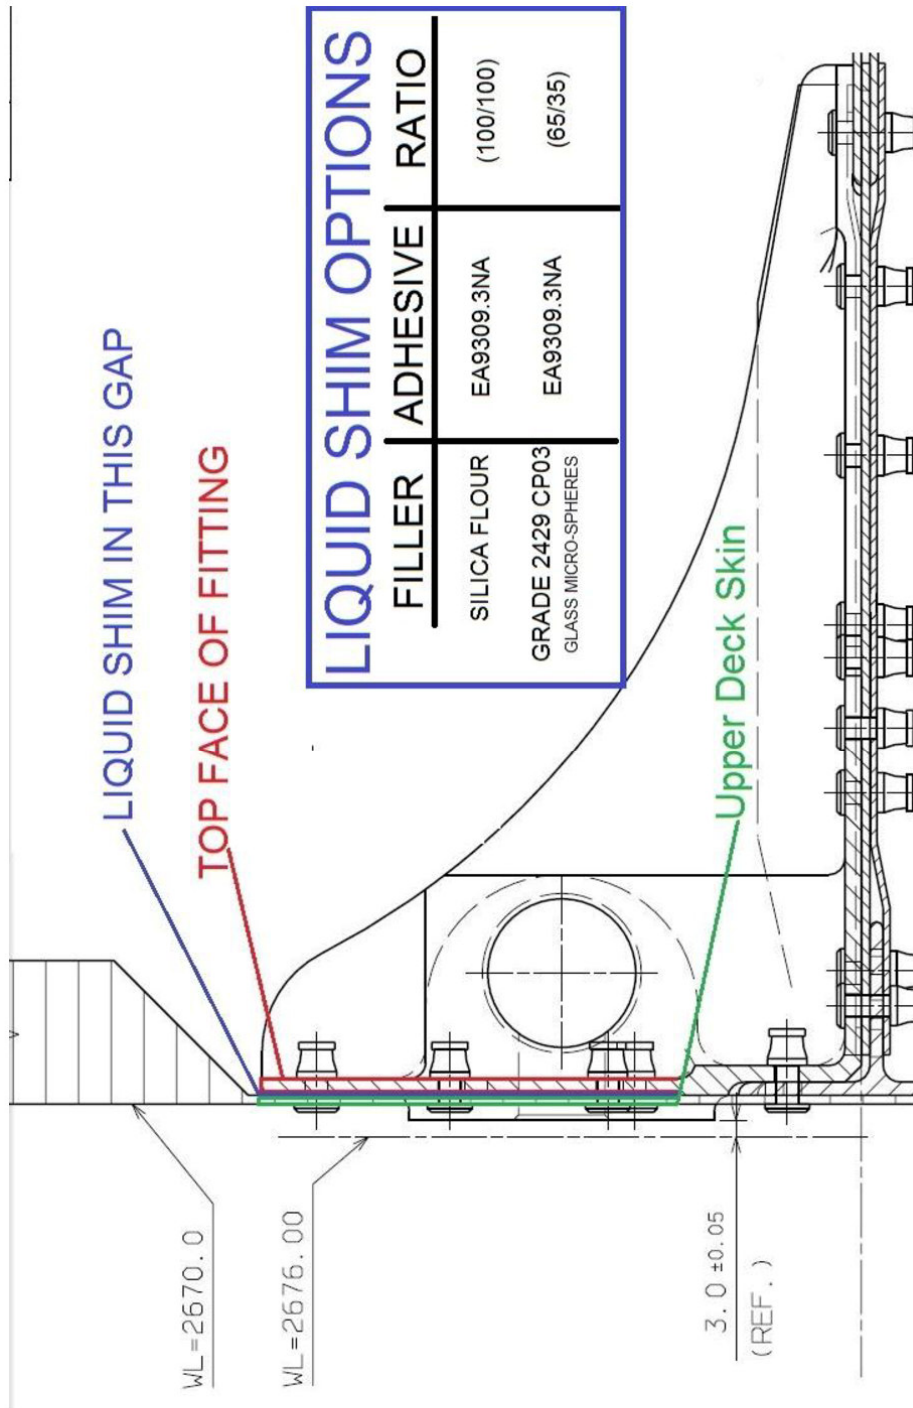 LIQUID SHIM IN THIS GAP
TOP FACE OF FITTING
LIQUID SHIM OPTIONS
FILLER ADHESIVE RATIO
SILICA FLOUR EA9309.3NA (100/100)
GRADE 2429 CP03 EA9309.3NA (65/35)
GLASS MICRO-SPHERES
Upper Deck Skin
WL=2670.0
WL=2676.00
3.0 ±0.05
(REF.)